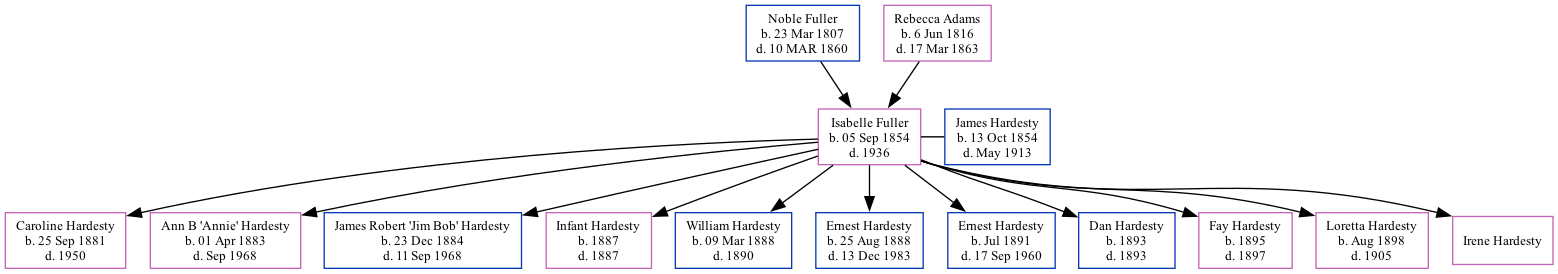 Noble Fuller
b. 23 Mar 1807
d. 10 MAR 1860
Rebecca Adams
b. 6 Jun 1816
d. 17 Mar 1863
Isabelle Fuller
b. 05 Sep 1854
d. 1936
James Hardesty
b. 13 Oct 1854
d. May 1913
Caroline Hardesty
b. 25 Sep 1881
d. 1950
Ann B 'Annie' Hardesty
b. 01 Apr 1883
d. Sep 1968
James Robert 'Jim Bob' Hardesty
b. 23 Dec 1884
d. 11 Sep 1968
Infant Hardesty
b. 1887
d. 1887
William Hardesty
b. 09 Mar 1888
d. 1890
Ernest Hardesty
b. 25 Aug 1888
d. 13 Dec 1983
Ernest Hardesty
b. Jul 1891
d. 17 Sep 1960
Dan Hardesty
b. 1893
d. 1893
Fay Hardesty
b. 1895
d. 1897
Loretta Hardesty
b. Aug 1898
d. 1905
Irene Hardesty